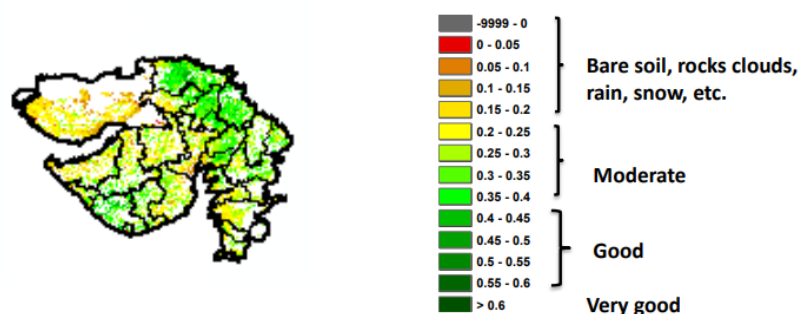 -9999 - 0
0 - 0.05
0.05 - 0.1
0.1 - 0.15
0.15 - 0.2
0.2 - 0.25
0.25 - 0.3
0.3 - 0.35
0.35 - 0.4
0.4 - 0.45
0.45 - 0.5
0.5 - 0.55
0.55 - 0.6
> 0.6
Bare soil, rocks clouds,
rain, snow, etc.
Moderate
Good
Very good